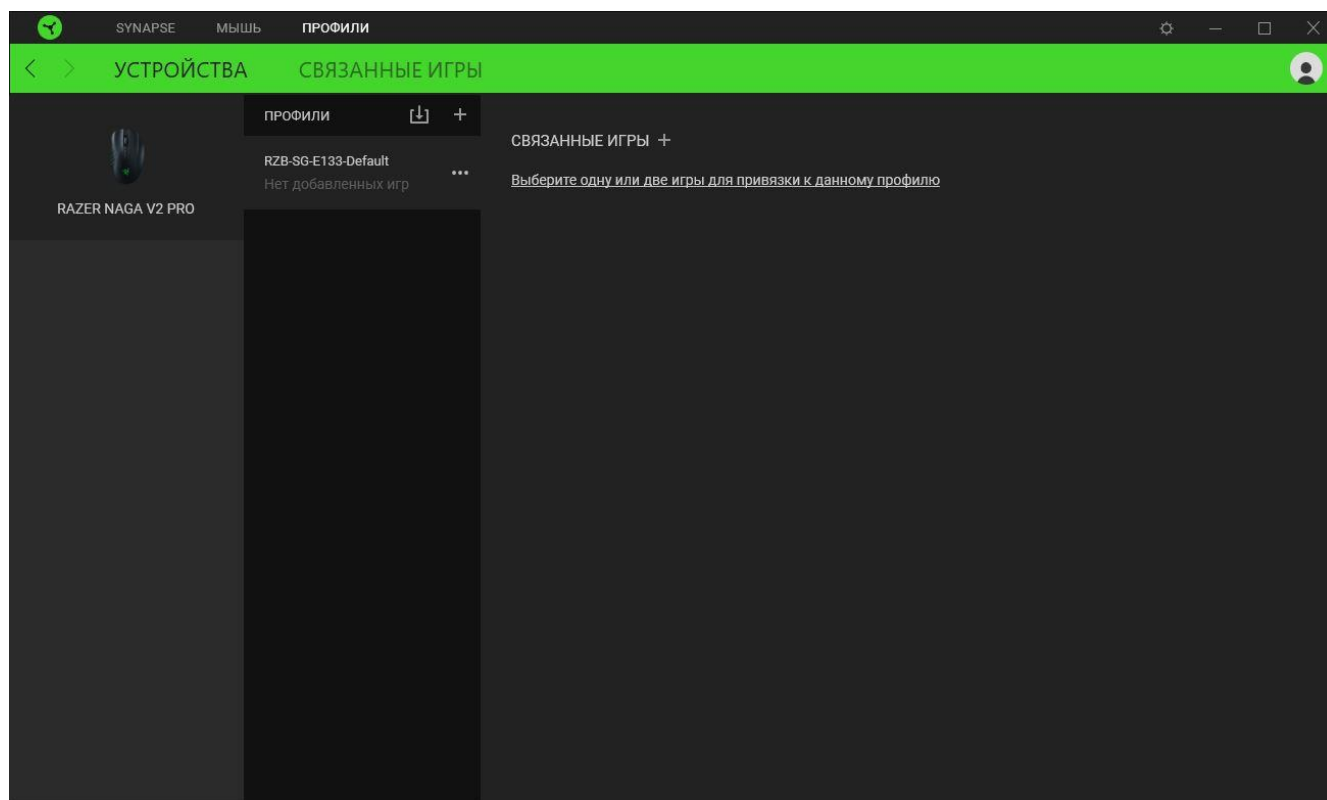 SYNAPSE МЫШЬ ПРОФИЛИ
УСТРОЙСТВА СВЯЗАННЫЕ ИГРЫ
RAZER NAGA V2 PRO
ПРОФИЛИ
RZB-SG-E133-Default
Нет добавленных игр
СВЯЗАННЫЕ ИГРЫ +
Выберите одну или две игры для привязки к данному профилю